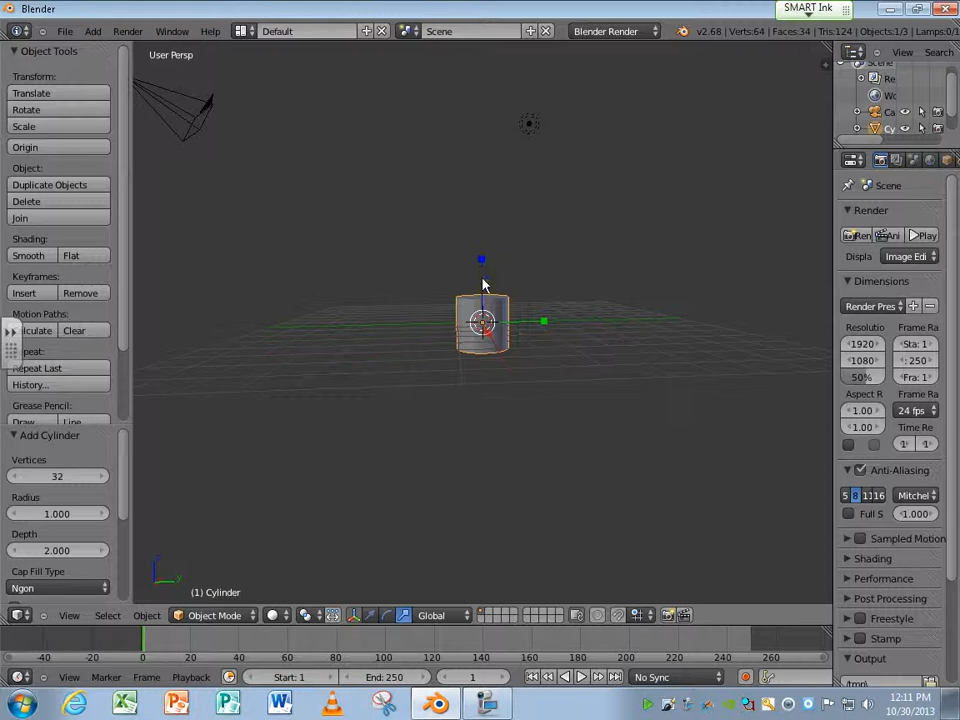 Blender
SMART Ink
File Add Render Window Help Default Scene Blender Render v2.68 | Verts:64 | Faces:34 | Tris:124 | Objects:1/3 | Lamps:0/1
Object Tools
User Persp
View Search
Scene
Re
Wo
Ca
Cy
Transform:
Translate
Rotate
Scale
Origin
Object:
Duplicate Objects
Delete
Join
Shading:
Smooth Flat
Keyframes:
Insert Remove
Motion Paths:
alculate Clear
Repeat:
Repeat Last
History...
Grease Pencil:
Draw Line
Add Cylinder
Vertices
32
Radius
1.000
Depth
2.000
Cap Fill Type
Ngon
(1) Cylinder
Scene
Render
Ren Ani Play
Displa Image Edi
Dimensions
Render Pres
Resolutio Frame Ra
1920 Sta: 1
1080 : 250
50% Fra: 1
Aspect R Frame Ra
1.00 24 fps
1.00 Time Re
1 1
Anti-Aliasing
5 8 11 16 Mitchel
Full S 1.000
Sampled Motion
Shading
Performance
Post Processing
Freestyle
Stamp
Output
/tmp\
View Select Object Object Mode Global
-40 -20 0 20 40 60 80 100 120 140 160 180 200 220 240 260
View Marker Frame Playback Start: 1 End: 250 1 No Sync
12:11 PM
10/30/2013